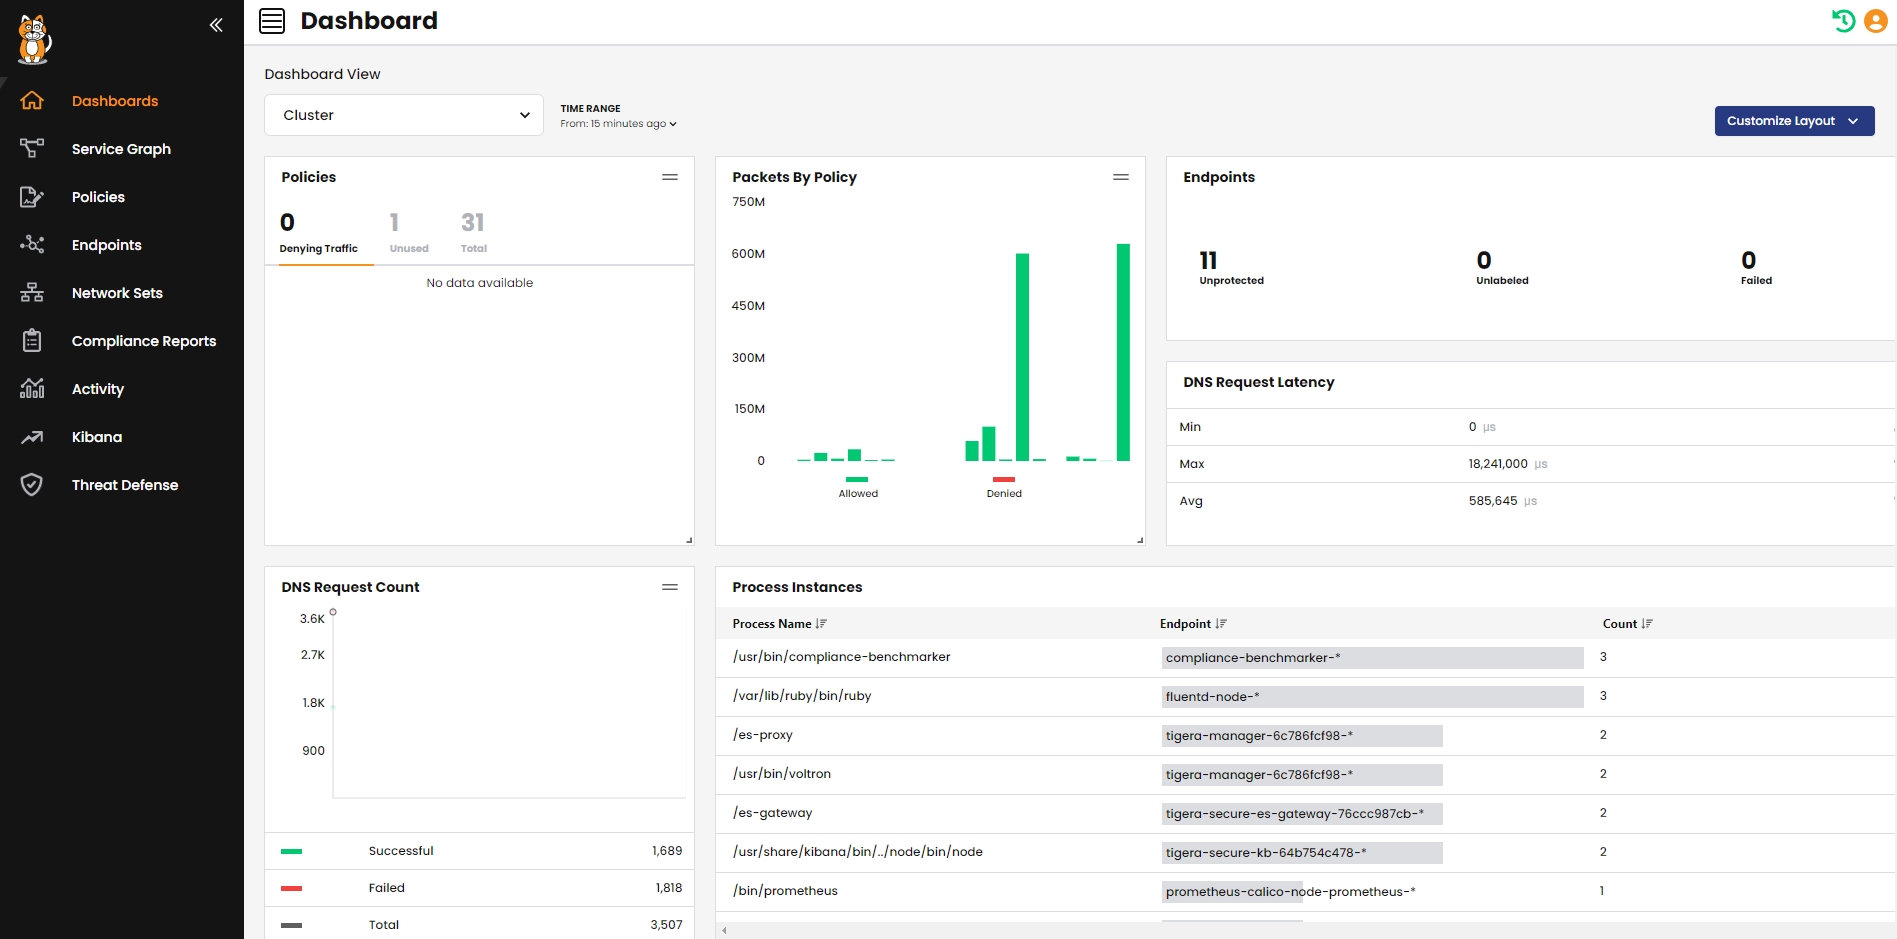 Dashboard
Dashboards
Service Graph
Policies
Endpoints
Network Sets
Compliance Reports
Activity
Kibana
Threat Defense
Dashboard View
Cluster
TIME RANGE
From: 15 minutes ago
Customize Layout
Policies
0 1 31
Denying Traffic Unused Total
No data available
Packets By Policy
750M
600M
450M
300M
150M
0
Allowed Denied
Endpoints
11 0 0
Unprotected Unlabeled Failed
DNS Request Latency
Min 0 µs
Max 18,241,000 µs
Avg 585,645 µs
DNS Request Count
3.6K
2.7K
1.8K
900
Successful 1,689
Failed 1,818
Total 3,507
Process Instances
Process Name Endpoint Count
/usr/bin/compliance-benchmarker compliance-benchmarker-* 3
/var/lib/ruby/bin/ruby fluentd-node-* 3
/es-proxy tigera-manager-6c786fcf98-* 2
/usr/bin/voltron tigera-manager-6c786fcf98-* 2
/es-gateway tigera-secure-es-gateway-76ccc987cb-* 2
/usr/share/kibana/bin/../node/bin/node tigera-secure-kb-64b754c478-* 2
/bin/prometheus prometheus-calico-node-prometheus-* 1